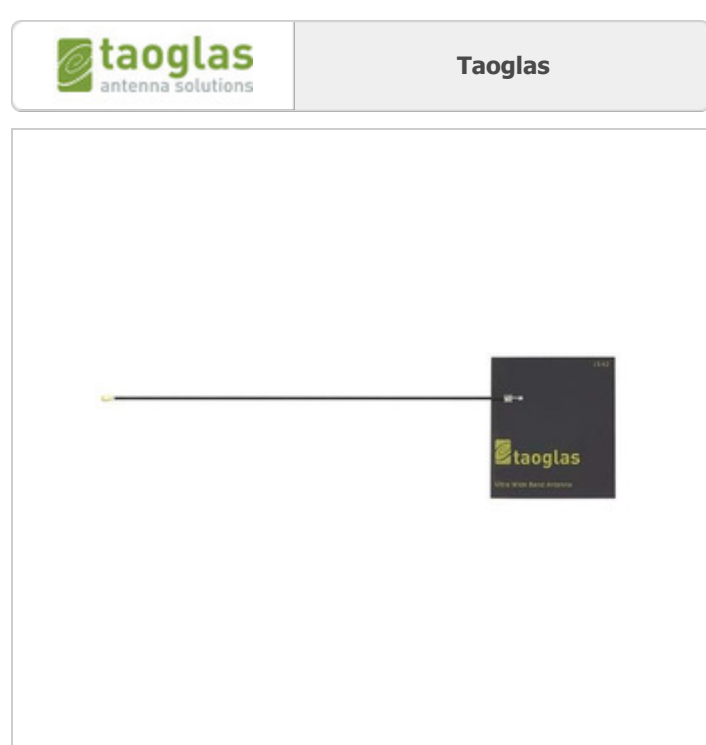 taoglas
antenna solutions
Taoglas
taoglas
Ultra Wide Band Antenna